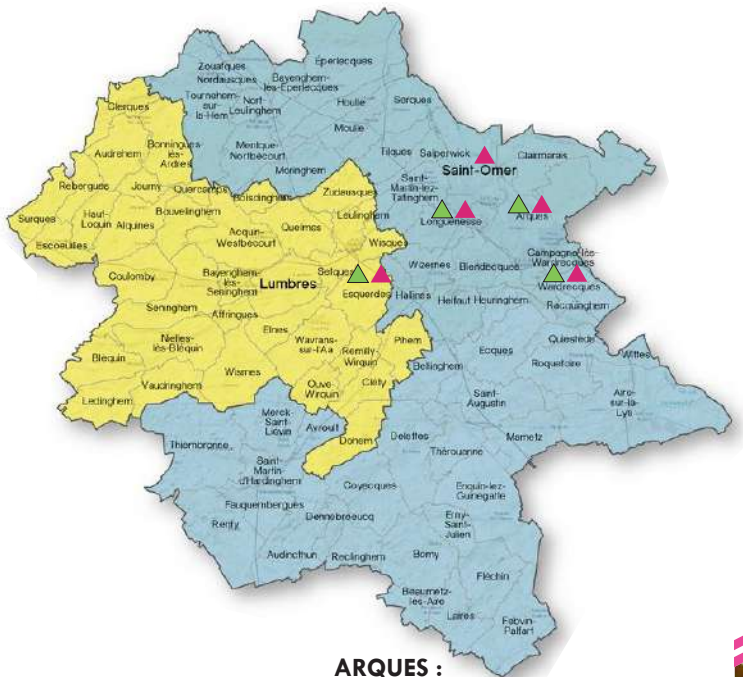 Zouafques
Eperlecques
Nordausques
Bayenghem-
lès-Eperlecques
Tournehem-
sur-
la-Hem
Nort-
Leulinghem
Houlle
Serques
Clerques
Moulle
Bonningues-
lès-
Ardres
Mentque-
Nortbécourt
Tilques
Salperwick
Clairmarais
Audrehem
Moringhem
Saint-Omer
Rebergues
Journy
Quercamps
Boisdinghem
Zudausques
Saint-
Martin-lez-
Tatinghem
Surques
Haut-
Loquin
Alquines
Bouvelinghem
Leulinghem
Longuenesse
Arques
Escoeuilles
Acquin-
Westbécourt
Quelmes
Wisques
Campagne-lès-
Wardrecques
Coulomby
Bayenghem-
lès-
Seninghem
Setques
Wizernes
Blendecques
Lumbres
Esquerdes
Hallines
Helfaut
Heuringhem
Wardrecques
Racquinghem
Seninghem
Affringues
Elnes
Wavrans-
sur-l'Aa
Remilly-
Wirquin
Pihem
Quiestède
Nielles-
lès-Bléquin
Ecques
Wittes
Bléquin
Wismes
Ouve-
Wirquin
Cléty
Bellinghem
Roquetoire
Ledinghem
Vaudringhem
Saint-
Augustin
Aire-
sur-la-
Lys
Merck-
Saint-
Liévin
Avroult
Dohem
Delettes
Mametz
Thiembronne
Thérouanne
Saint-
Martin-
d'Hardinghem
Coyecques
Enquin-lez-
Guinegatte
Fauquembergues
Dennebroeucq
Erny-
Saint-
Julien
Renty
Audincthun
Reclinghem
Bomy
Fléchin
Beaumetz-
lès-Aire
Laires
Febvin-
Palfart
ARQUES :